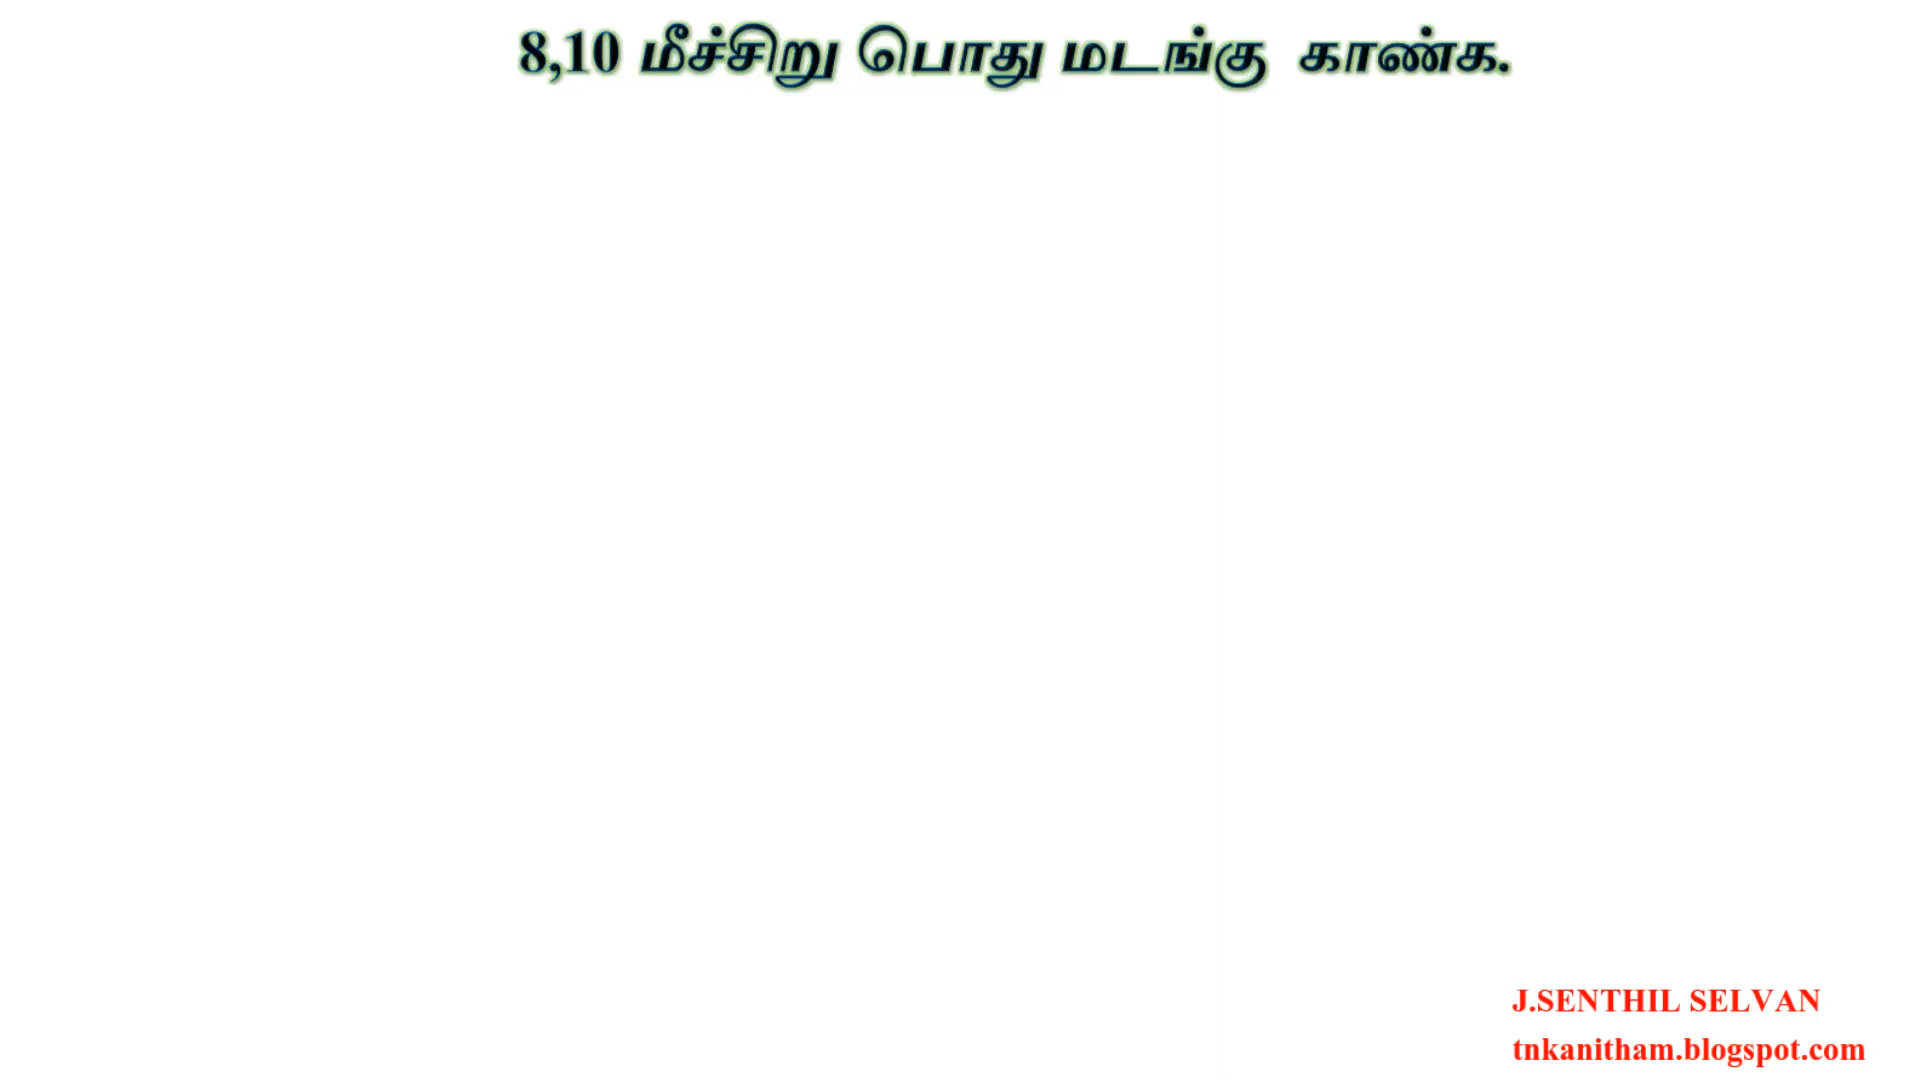 8,10 மீச்சிறு பொது மடங்கு காண்க.
J.SENTHIL SELVAN
tnkanitham.blogspot.com